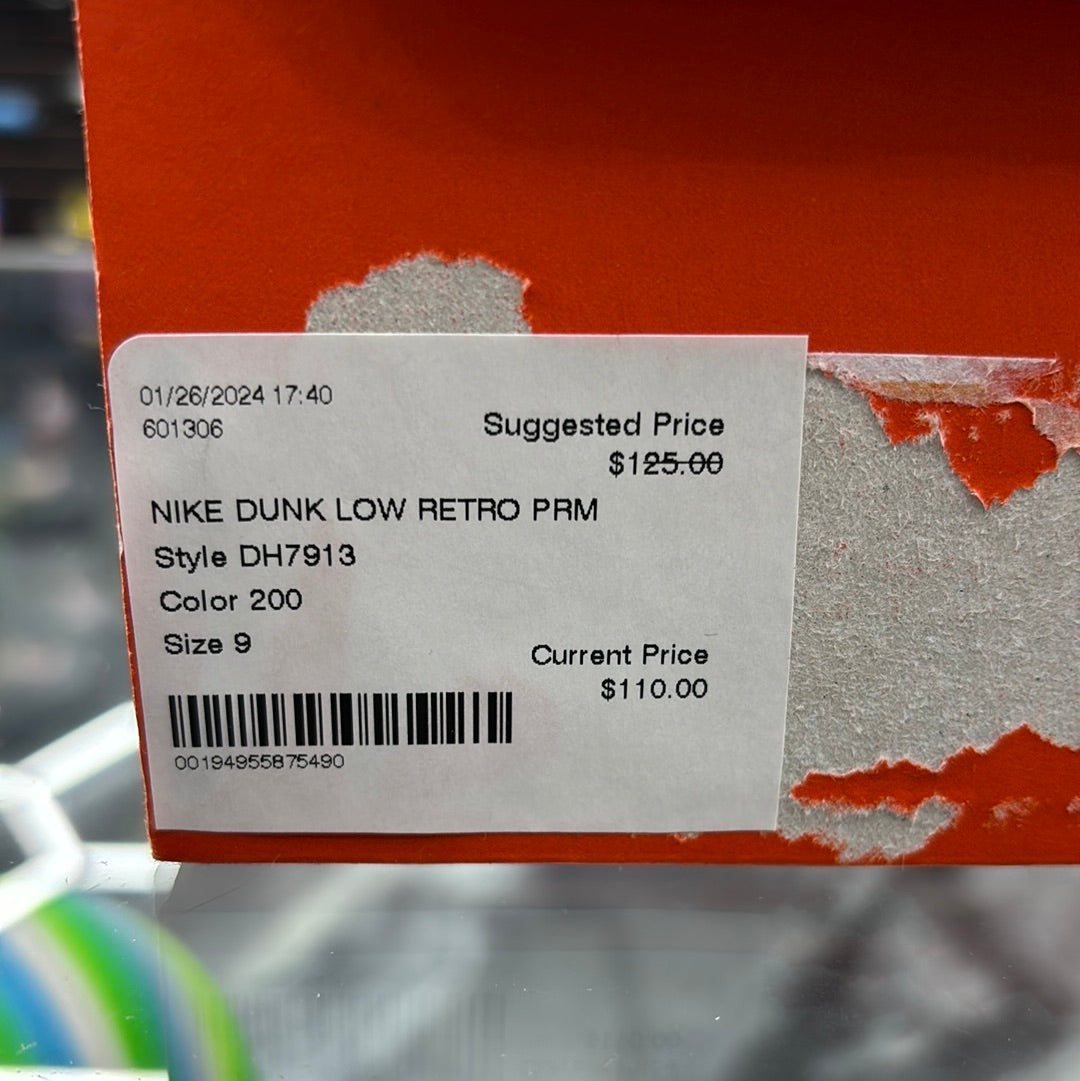 01/26/2024 17:40
601306
Suggested Price
$125.00
NIKE DUNK LOW RETRO PRM
Style DH7913
Color 200
Size 9
Current Price
$110.00
00194955875490